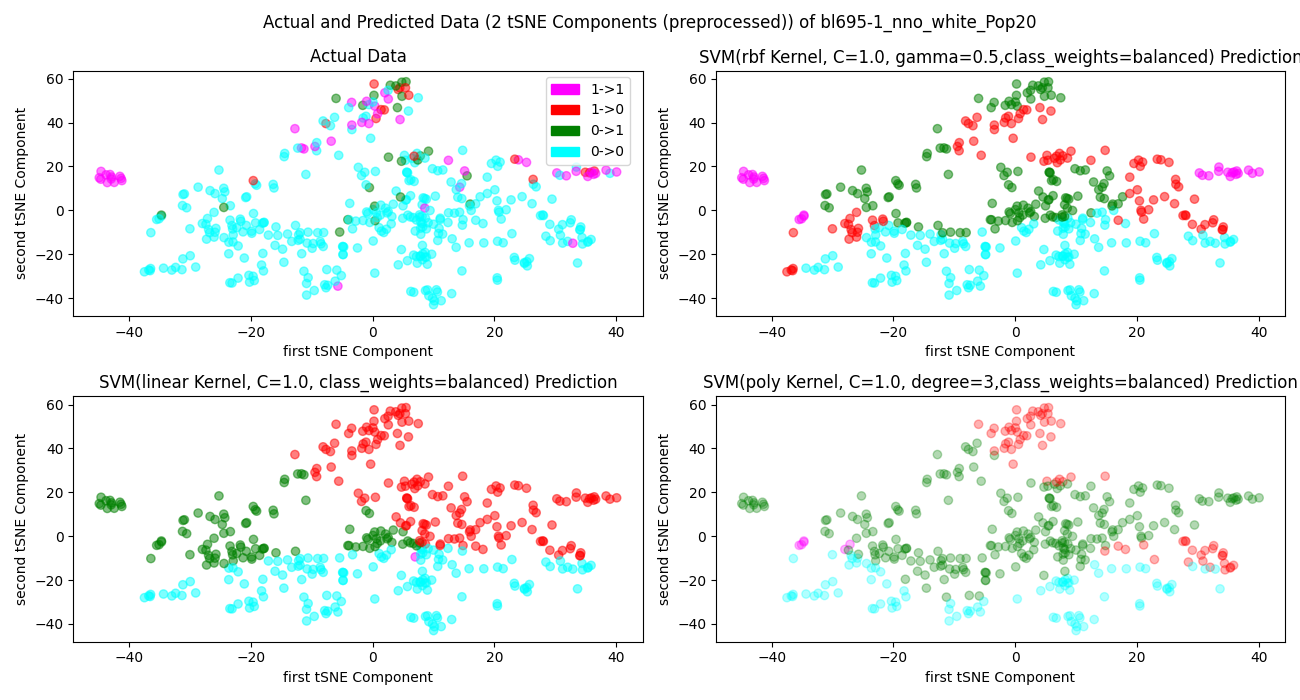 Actual and Predicted Data (2 tSNE Components (preprocessed)) of bl695-1_nno_white_Pop20
Actual Data
60
40
20
0
−20
−40
second tSNE Component
−40 −20 0 20 40
first tSNE Component
1->1
1->0
0->1
0->0
SVM(rbf Kernel, C=1.0, gamma=0.5,class_weights=balanced) Prediction
60
40
20
0
−20
−40
second tSNE Component
−40 −20 0 20 40
first tSNE Component
SVM(linear Kernel, C=1.0, class_weights=balanced) Prediction
60
40
20
0
−20
−40
second tSNE Component
−40 −20 0 20 40
first tSNE Component
SVM(poly Kernel, C=1.0, degree=3,class_weights=balanced) Prediction
60
40
20
0
−20
−40
second tSNE Component
−40 −20 0 20 40
first tSNE Component